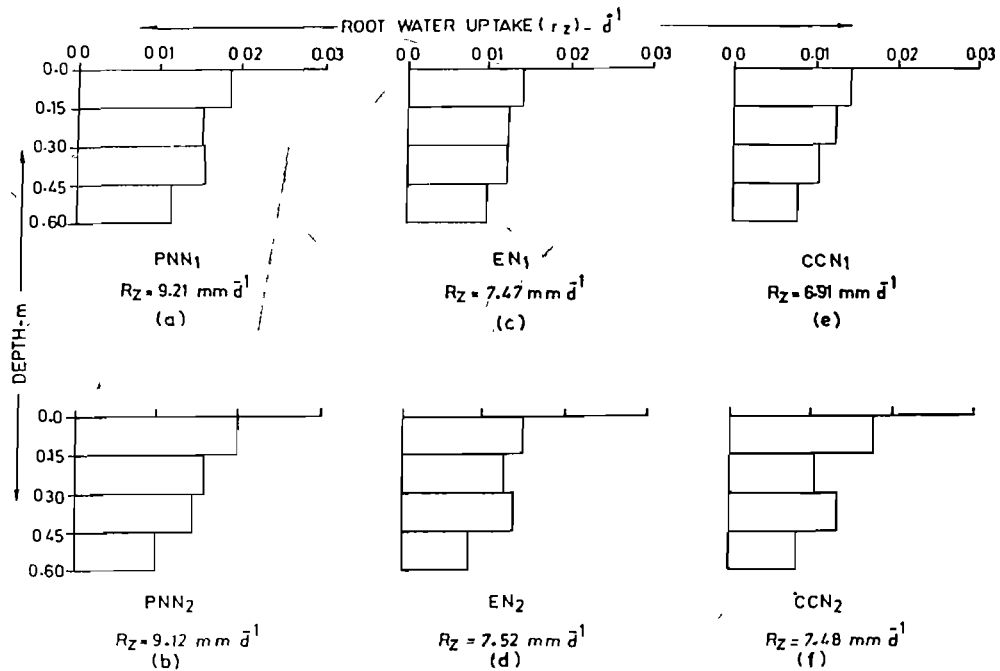 ROOT WATER UPTAKE (rz) - d̄¹
0.0 0.01 0.02 0.03 0.0 0.01 0.02 0.03 0.0 0.01 0.02 0.03
0.0
0.15
0.30
0.45
0.60
PNN₁
Rz = 9.21 mm d̄¹
(a)
EN₁
Rz = 7.47 mm d̄¹
(c)
CCN₁
Rz = 6.91 mm d̄¹
(e)
DEPTH-m
0.0
0.15
0.30
0.45
0.60
PNN₂
Rz = 9.12 mm d̄¹
(b)
EN₂
Rz = 7.52 mm d̄¹
(d)
CCN₂
Rz = 7.48 mm d̄¹
(f)